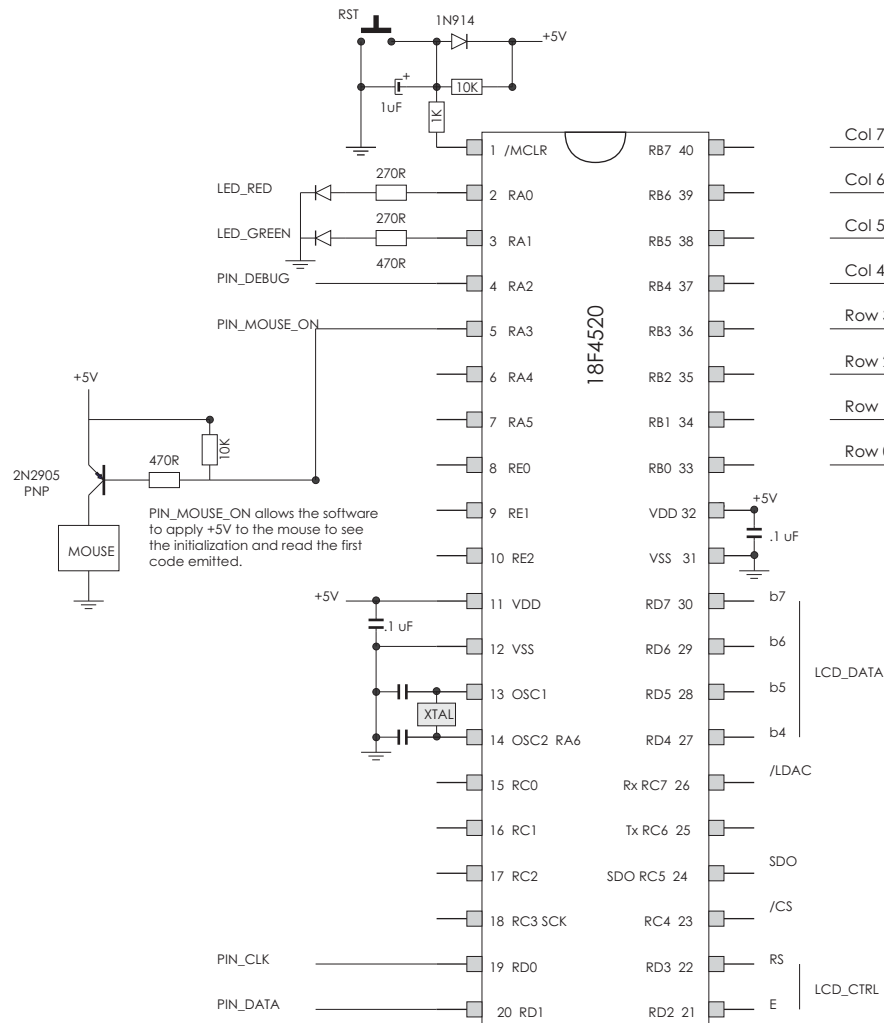 RST
1N914
+5V
+
1uF
10K
1K
1 /MCLR
RB7 40
Col 7
LED_RED
270R
2 RA0
RB6 39
Col 6
LED_GREEN
270R
3 RA1
RB5 38
Col 5
470R
PIN_DEBUG
4 RA2
RB4 37
Col 4
PIN_MOUSE_ON
5 RA3
18F4520
RB3 36
Row
+5V
6 RA4
RB2 35
Row
10K
7 RA5
RB1 34
Row
2N2905
PNP
470R
8 RE0
RB0 33
Row
PIN_MOUSE_ON allows the software
to apply +5V to the mouse to see
the initialization and read the first
code emitted.
MOUSE
9 RE1
VDD 32
+5V
.1 uF
10 RE2
VSS 31
+5V
11 VDD
RD7 30
b7
.1 uF
12 VSS
RD6 29
b6
LCD_DATA
13 OSC1
RD5 28
b5
XTAL
14 OSC2 RA6
RD4 27
b4
15 RC0
Rx RC7 26
/LDAC
16 RC1
Tx RC6 25
17 RC2
SDO RC5 24
SDO
18 RC3 SCK
RC4 23
/CS
PIN_CLK
19 RD0
RD3 22
RS
LCD_CTRL
PIN_DATA
20 RD1
RD2 21
E